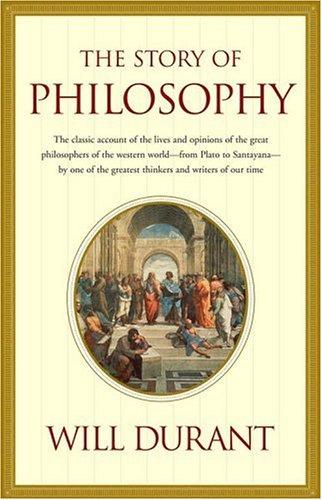 THE STORY OF
PHILOSOPHY
The classic account of the lives and opinions of the great
philosophers of the western world—from Plato to Santayana—
by one of the greatest thinkers and writers of our time
WILL DURANT